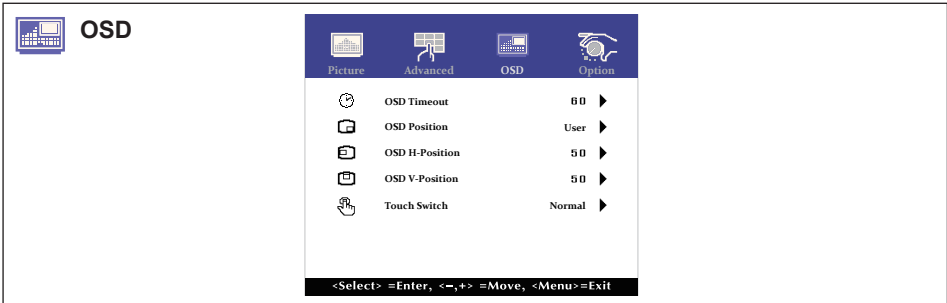 OSD
Picture Advanced OSD Option
OSD Timeout 60
OSD Position User
OSD H-Position 50
OSD V-Position 50
Touch Switch Normal
<Select> =Enter, <−,+> =Move, <Menu>=Exit